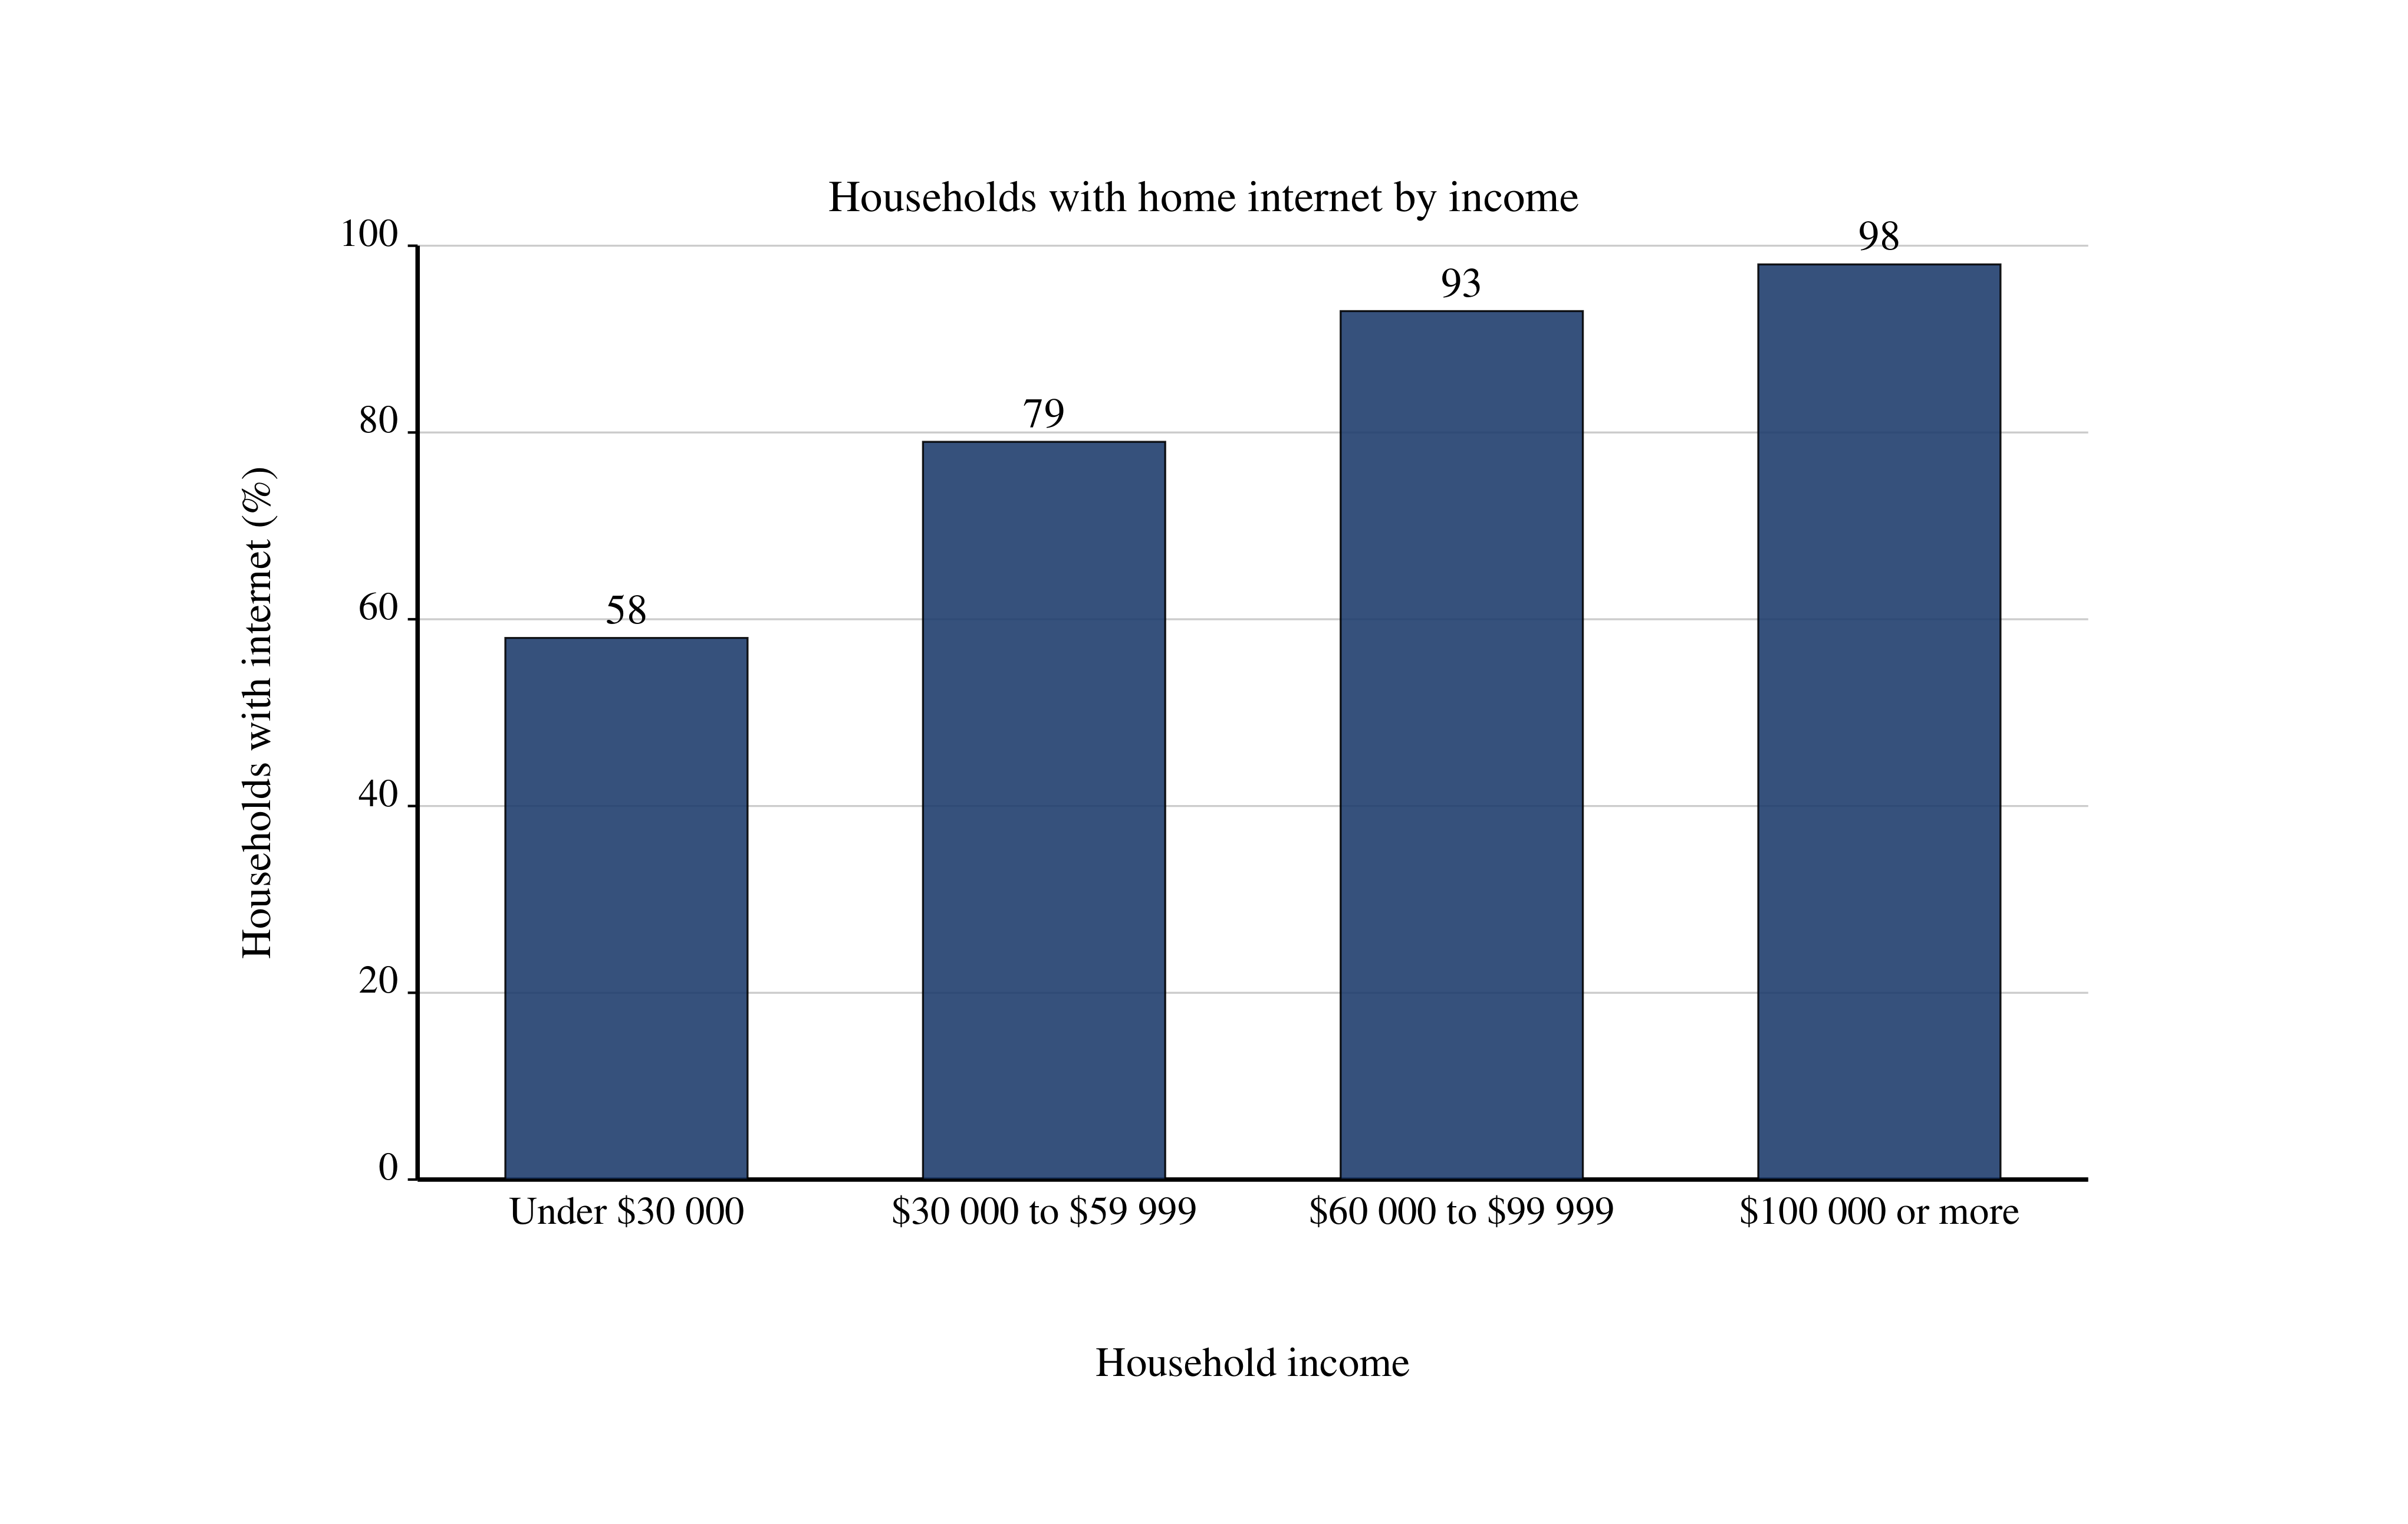 Households with home internet by income
100
80
60
40
20
0
Households with internet (%)
58
79
93
98
Under $30 000
$30 000 to $59 999
$60 000 to $99 999
$100 000 or more
Household income